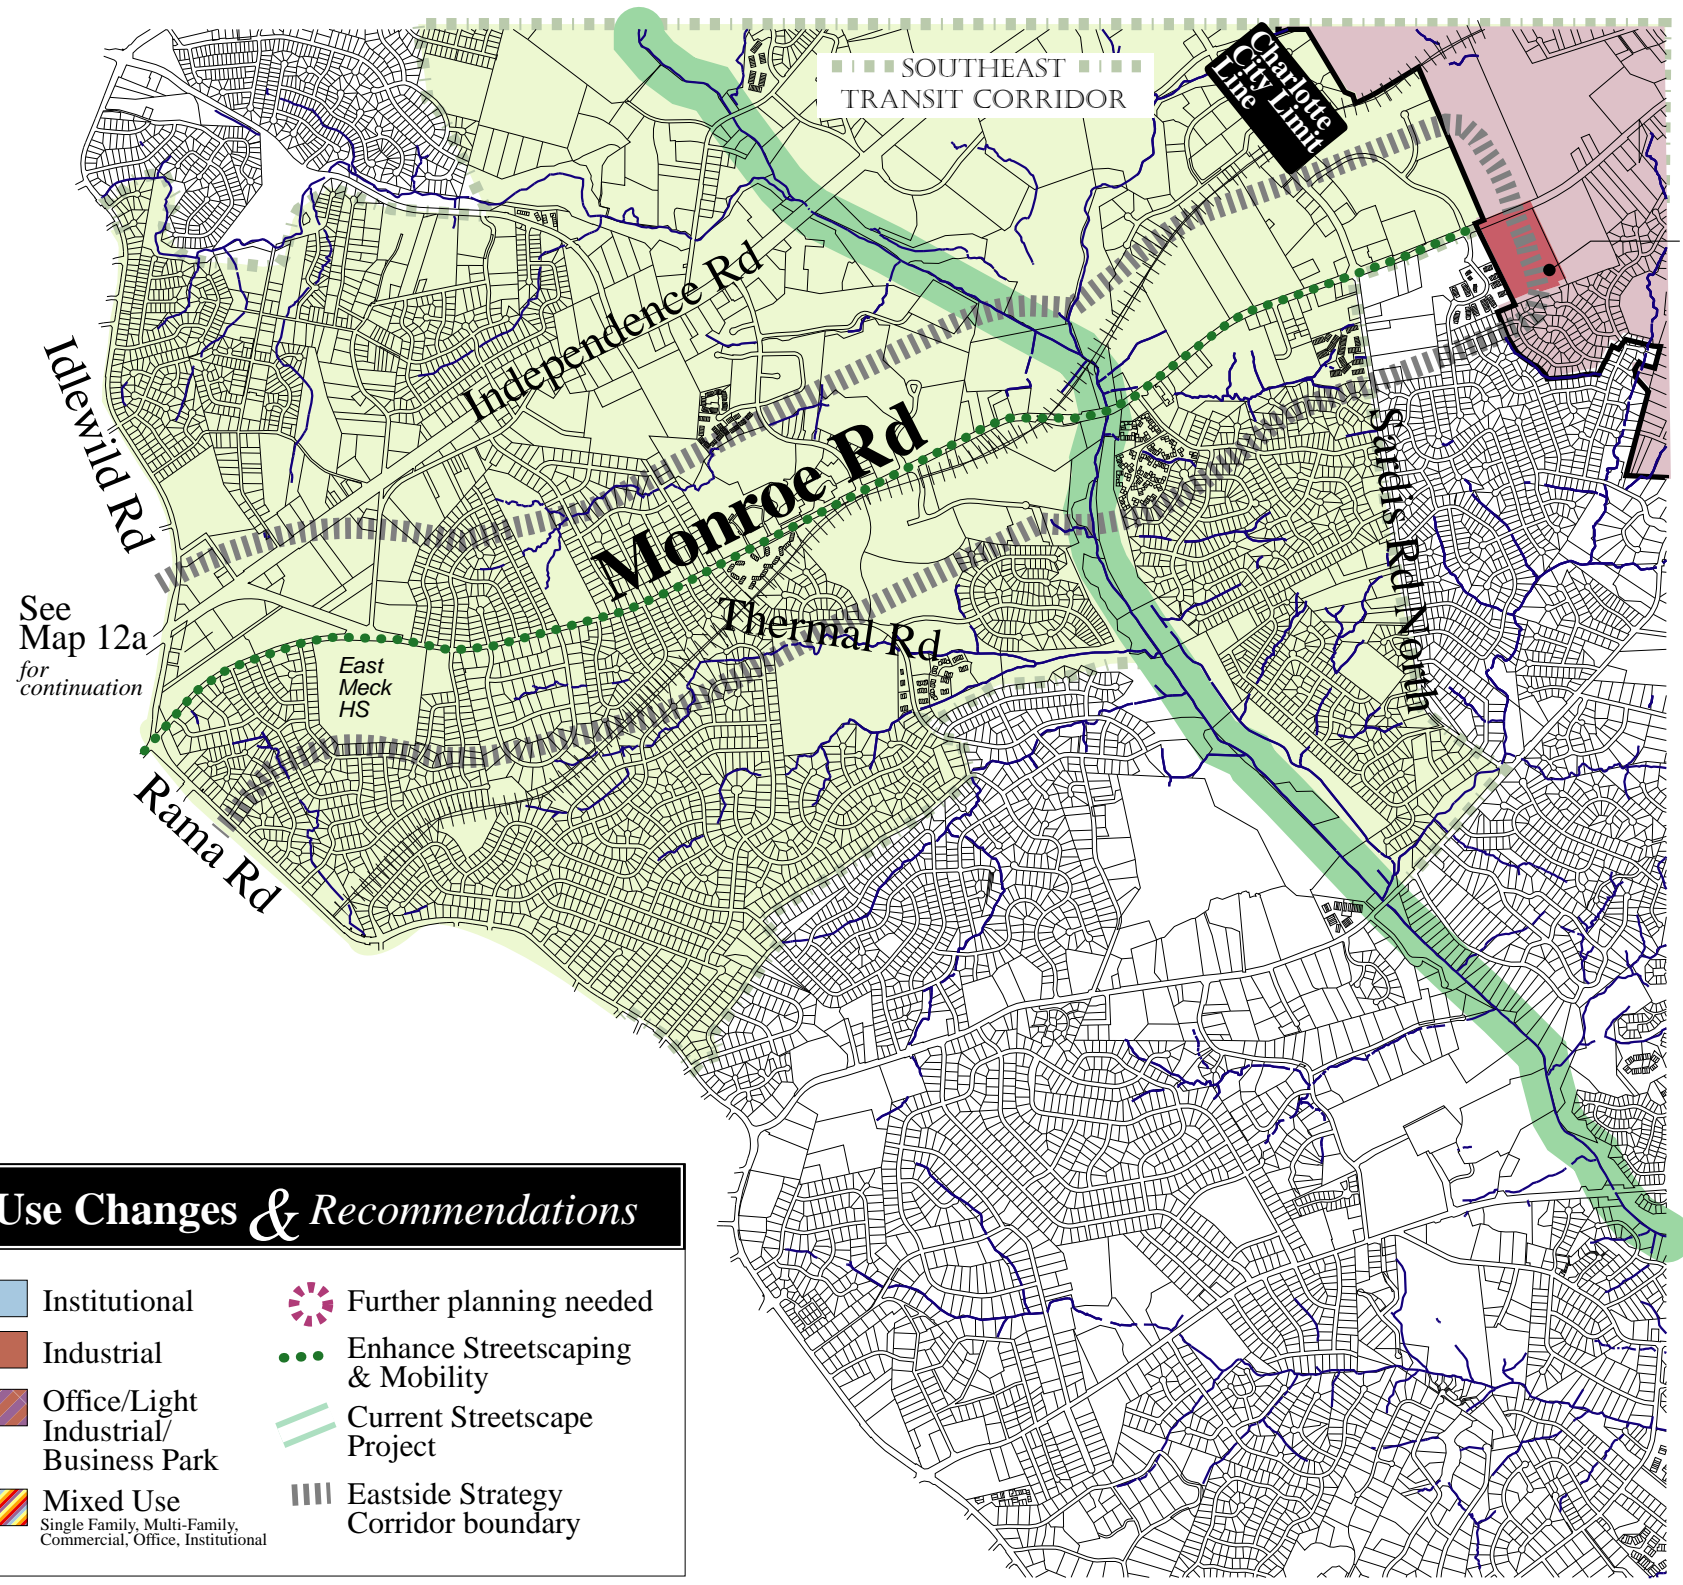 SOUTHEAST
TRANSIT CORRIDOR
Charlotte
City Limit
Line
Independence Rd
Idlewild Rd
Monroe Rd
Sardis Rd North
Thermal Rd
See
Map 12a
for
continuation
East
Meck
HS
Rama Rd
Use Changes & Recommendations
Institutional
Industrial
Office/Light
Industrial/
Business Park
Mixed Use
Single Family, Multi-Family,
Commercial, Office, Institutional
Further planning needed
Enhance Streetscaping
& Mobility
Current Streetscape
Project
Eastside Strategy
Corridor boundary